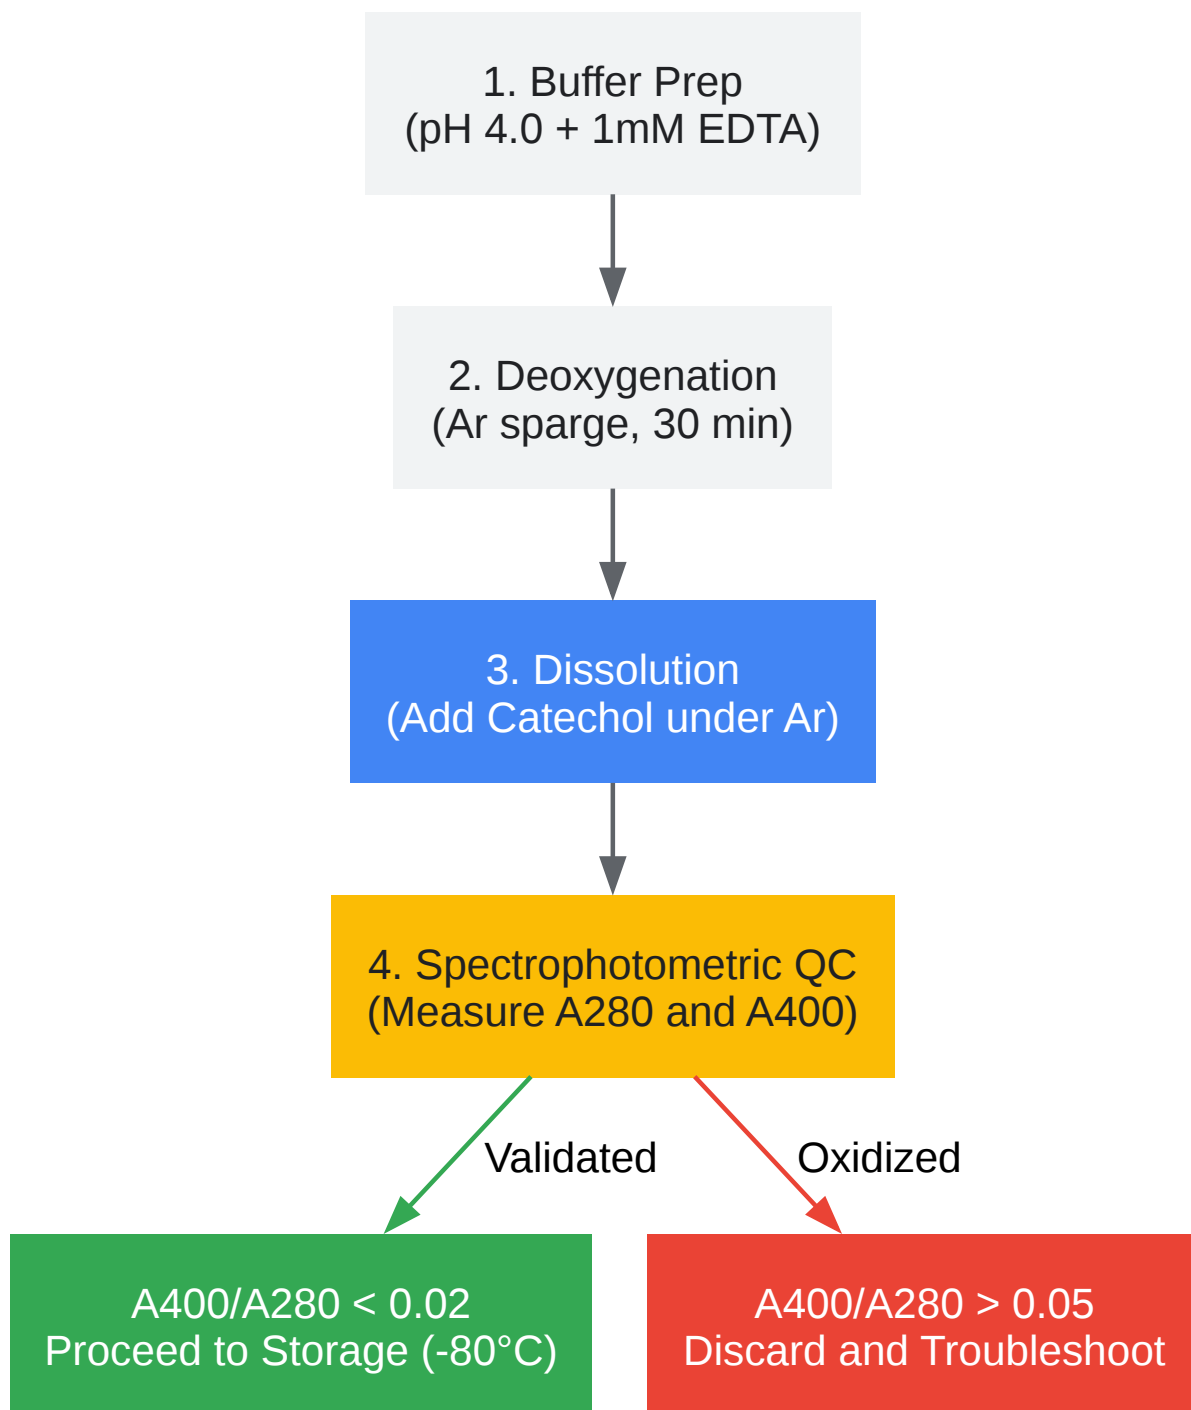 1. Buffer Prep
(pH 4.0 + 1mM EDTA)
2. Deoxygenation
(Ar sparge, 30 min)
3. Dissolution
(Add Catechol under Ar)
4. Spectrophotometric QC
(Measure A280 and A400)
Validated
Oxidized
A400/A280 < 0.02
Proceed to Storage (-80°C)
A400/A280 > 0.05
Discard and Troubleshoot